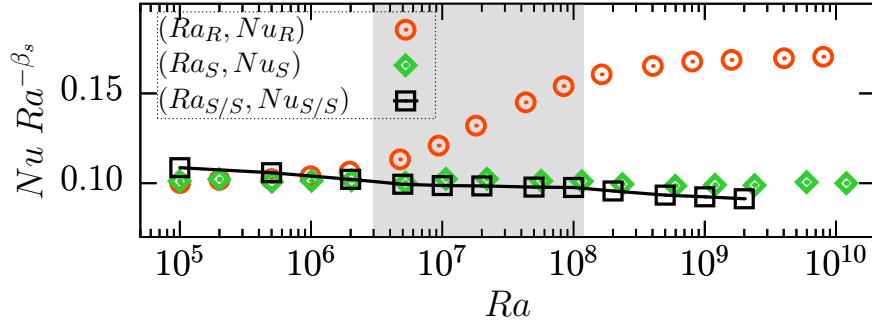 (Ra_R, Nu_R)
(Ra_S, Nu_S)
(Ra_{S/S}, Nu_{S/S})
Nu Ra^{-β_s}
0.15
0.10
10^5 10^6 10^7 10^8 10^9 10^{10}
Ra